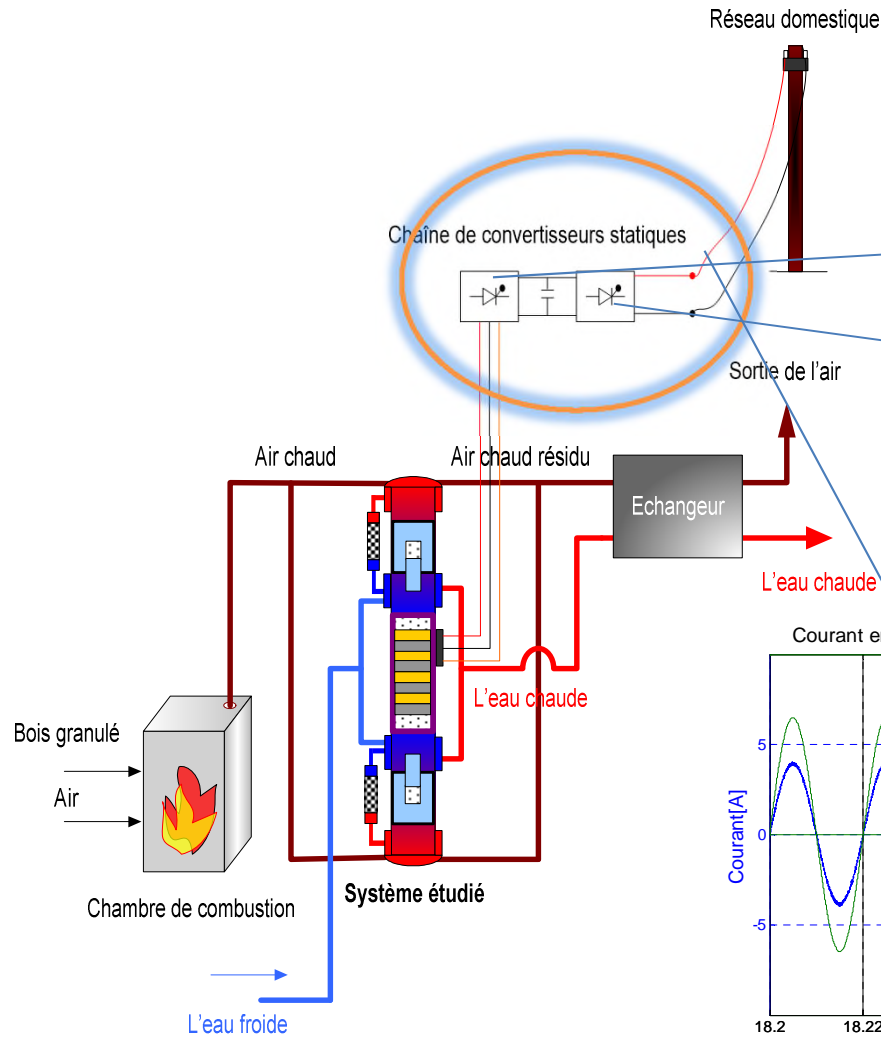 Réseau domestique
Chaîne de convertisseurs statiques
Sortie de l'air
Air chaud
Air chaud résidu
Echangeur
L'eau chaude
Courant e
L'eau chaude
Bois granulé
Air
Courant[A]
5
0
-5
Système étudié
Chambre de combustion
L'eau froide
18.2
18.22